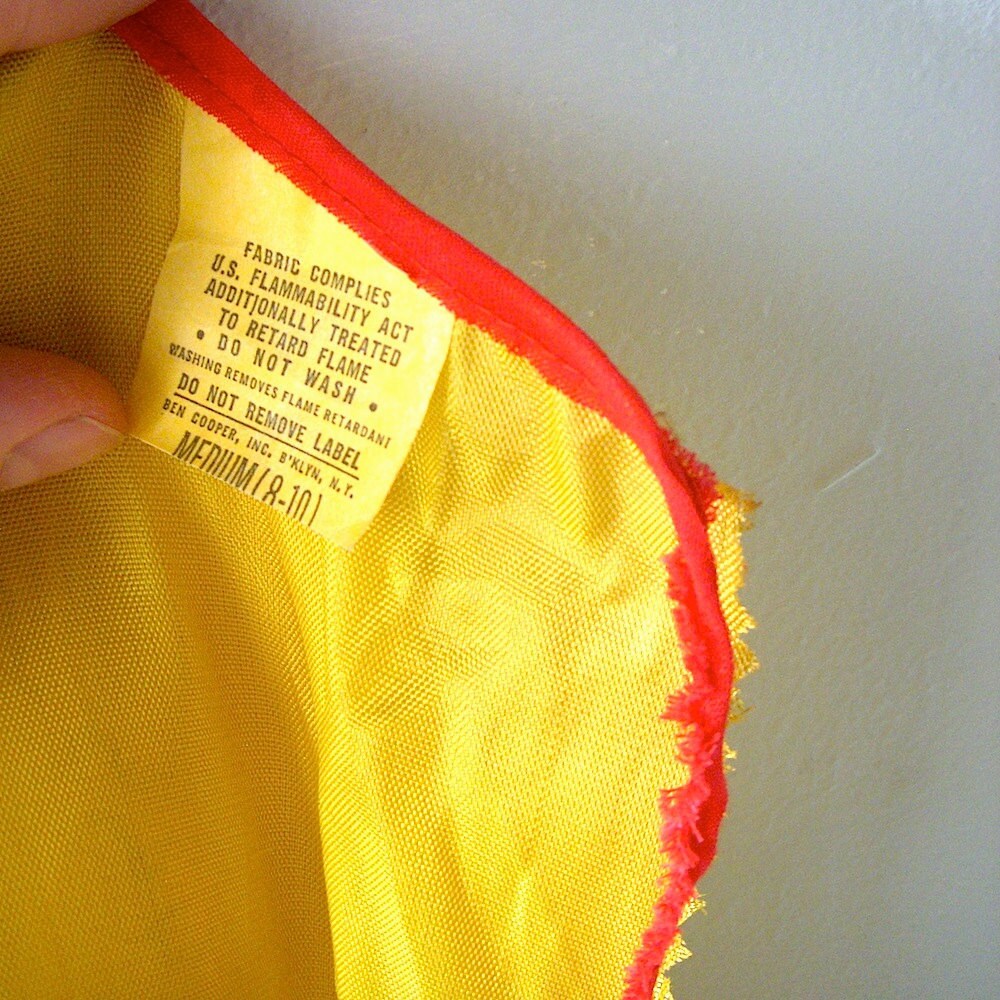 FABRIC COMPLIES
U.S. FLAMMABILITY ACT
ADDITIONALLY TREATED
TO RETARD FLAME
• DO NOT WASH •
WASHING REMOVES FLAME RETARDANT
DO NOT REMOVE LABEL
BEN COOPER, INC. B'KLYN, N.Y.
MEDIUM (8-10)